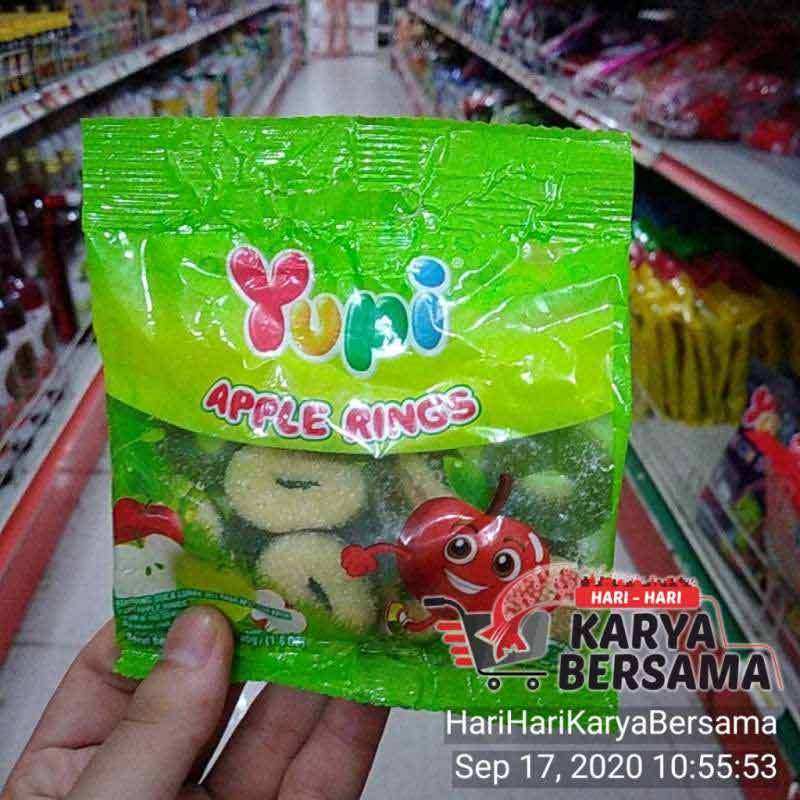 Yupi
APPLE RINGS
HARI - HARI
KARYA
BERSAMA
HariHariKaryaBersama
Sep 17, 2020 10:55:53